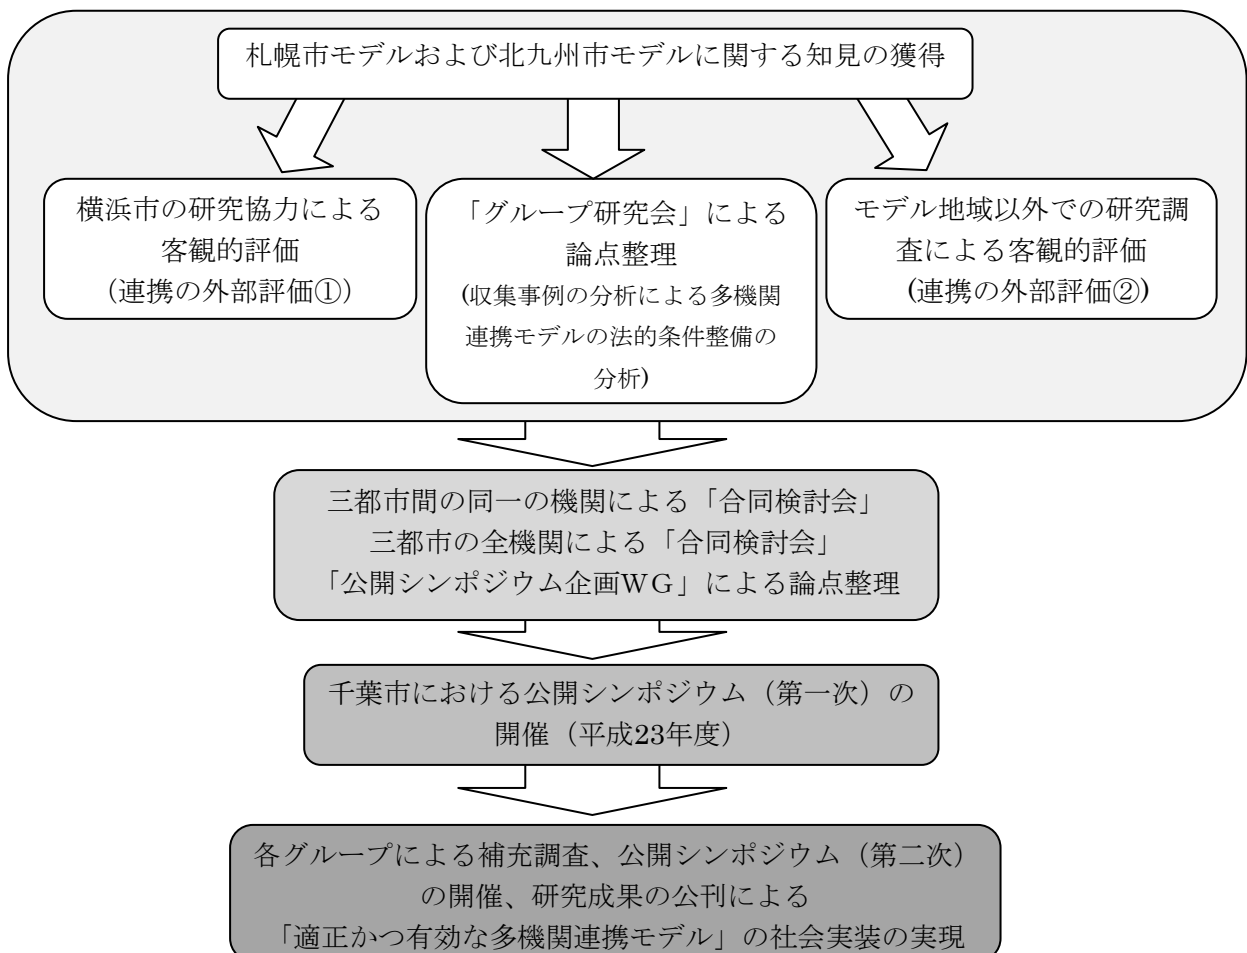 札幌市モデルおよび北九州市モデルに関する知見の獲得
横浜市の研究協力による
客観的評価
（連携の外部評価①）
「グループ研究会」による
論点整理
(収集事例の分析による多機関
連携モデルの法的条件整備の
分析)
モデル地域以外での研究調
査による客観的評価
(連携の外部評価②)
三都市間の同一の機関による「合同検討会」
三都市の全機関による「合同検討会」
「公開シンポジウム企画ＷＧ」による論点整理
千葉市における公開シンポジウム（第一次）の
開催（平成23年度）
各グループによる補充調査、公開シンポジウム（第二次）
の開催、研究成果の公刊による
「適正かつ有効な多機関連携モデル」の社会実装の実現